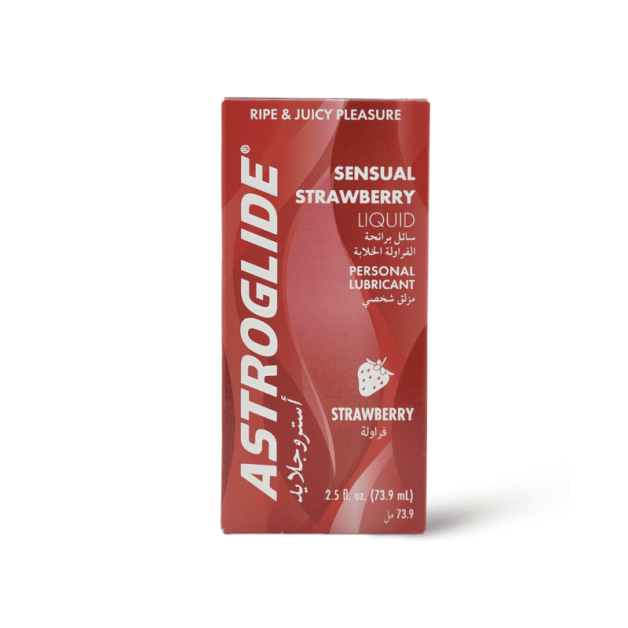 RIPE & JUICY PLEASURE
ASTROGLIDE®
أستروجلايد
SENSUAL
STRAWBERRY
LIQUID
سائل برائحة
الفراولة الخلابة
PERSONAL
LUBRICANT
مزلق شخصي
STRAWBERRY
فراولة
2.5 fl. oz. (73.9 mL)
73.9 مل